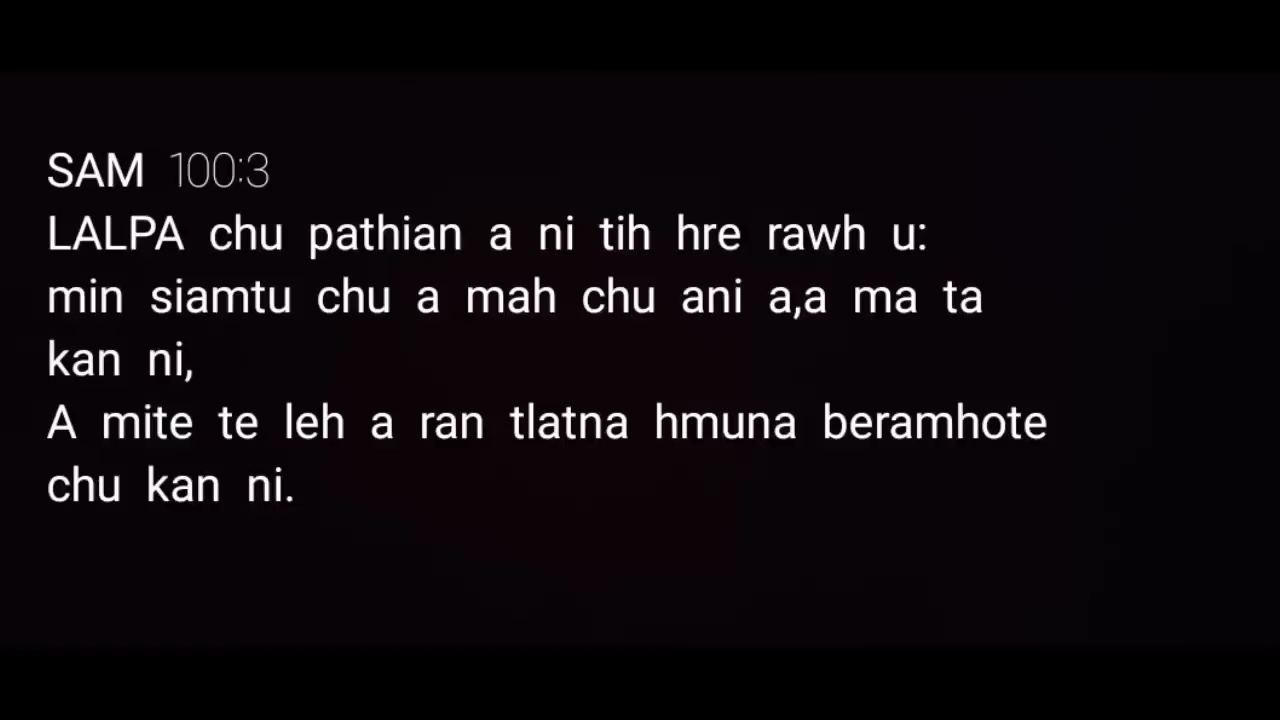 SAM 100:3
LALPA chu pathian a ni tih hre rawh u:
min siamtu chu a mah chu ani a,a ma ta
kan ni,
A mite te leh a ran tlatna hmuna beramhote
chu kan ni.